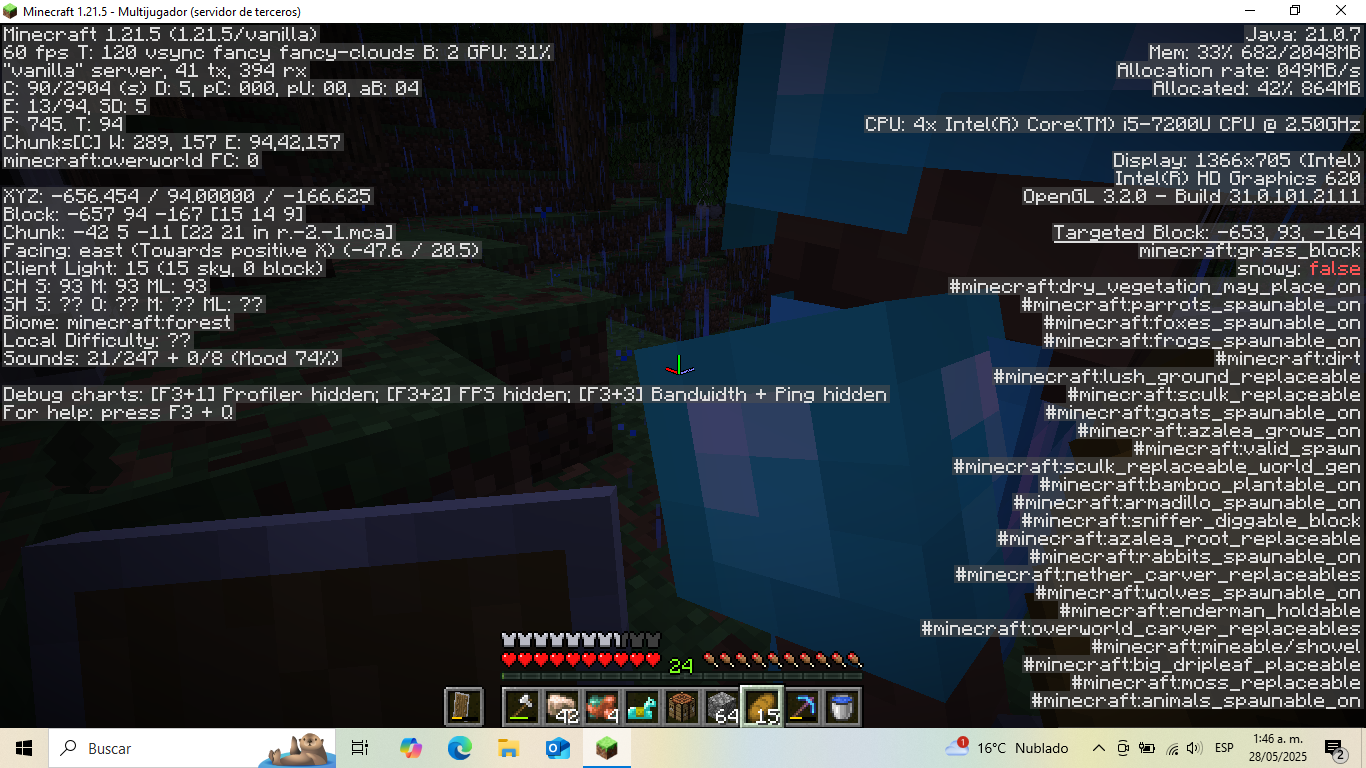 Minecraft 1.21.5 - Multijugador (servidor de terceros)
Minecraft 1.21.5 (1.21.5/vanilla)
60 fps T: 120 vsync fancy fancy-clouds B: 2 GPU: 31%
"vanilla" server, 41 tx, 394 rx
C: 90/2904 (s) D: 5, pC: 000, pU: 00, aB: 04
E: 13/94, SD: 5
P: 745. T: 94
Chunks[C] W: 289, 157 E: 94,42,157
minecraft:overworld FC: 0
XYZ: -656.454 / 94.00000 / -166.625
Block: -657 94 -167 [15 14 9]
Chunk: -42 5 -11 [22 21 in r.-2.-1.mca]
Facing: east (Towards positive X) (-47.6 / 20.5)
Client Light: 15 (15 sky, 0 block)
CH S: 93 M: 93 ML: 93
SH S: ?? O: ?? M: ?? ML: ??
Biome: minecraft:forest
Local Difficulty: ??
Sounds: 21/247 + 0/8 (Mood 74%)
Debug charts: [F3+1] Profiler hidden; [F3+2] FPS hidden; [F3+3] Bandwidth + Ping hidden
For help: press F3 + Q
Java: 21.0.7
Mem: 33% 682/2048MB
Allocation rate: 049MB/s
Allocated: 42% 864MB
CPU: 4x Intel(R) Core(TM) i5-7200U CPU @ 2.50GHz
Display: 1366x705 (Intel)
Intel(R) HD Graphics 620
OpenGL 3.2.0 - Build 31.0.101.2111
Targeted Block: -653, 93, -164
minecraft:grass_block
snowy: false
#minecraft:dry_vegetation_may_place_on
#minecraft:parrots_spawnable_on
#minecraft:foxes_spawnable_on
#minecraft:frogs_spawnable_on
#minecraft:dirt
#minecraft:lush_ground_replaceable
#minecraft:sculk_replaceable
#minecraft:goats_spawnable_on
#minecraft:azalea_grows_on
#minecraft:valid_spawn
#minecraft:sculk_replaceable_world_gen
#minecraft:bamboo_plantable_on
#minecraft:armadillo_spawnable_on
#minecraft:sniffer_diggable_block
#minecraft:azalea_root_replaceable
#minecraft:rabbits_spawnable_on
#minecraft:nether_carver_replaceables
#minecraft:wolves_spawnable_on
#minecraft:enderman_holdable
#minecraft:overworld_carver_replaceables
#minecraft:mineable/shovel
#minecraft:big_dripleaf_placeable
#minecraft:moss_replaceable
#minecraft:animals_spawnable_on
24
42 4 64 15
Buscar
1
16°C Nublado
ESP
1:46 a. m.
28/05/2025
2